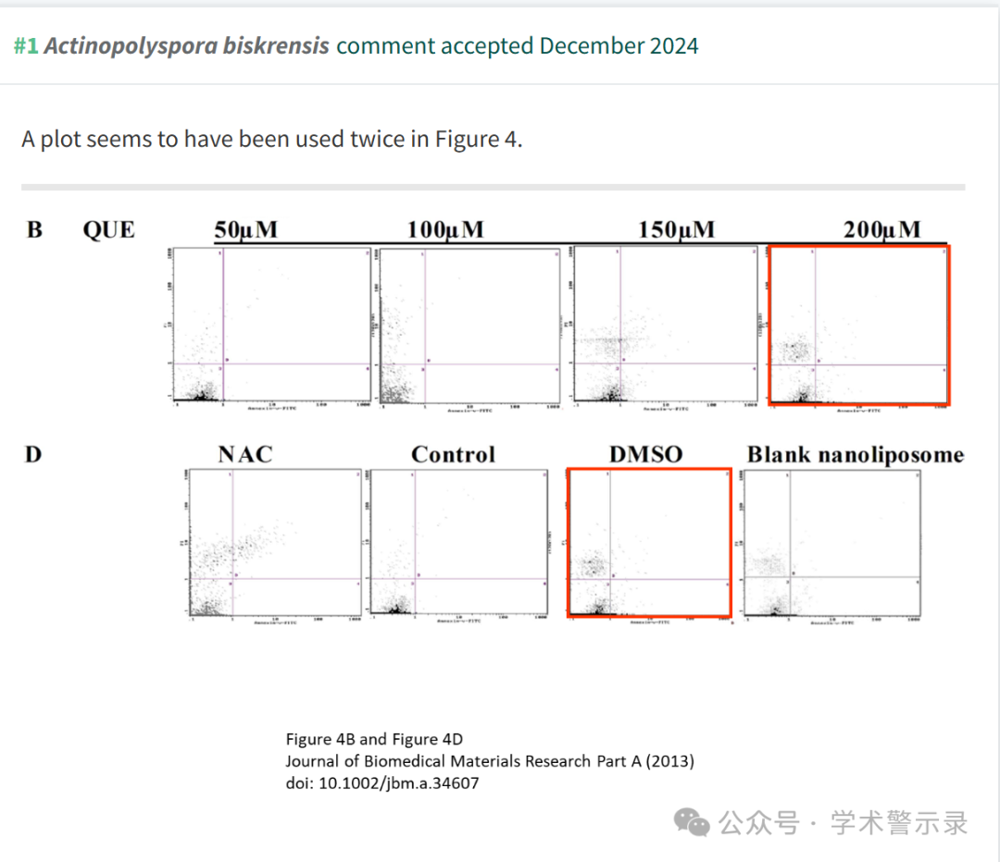 #1 Actinopolyspora biskrensis comment accepted December 2024
A plot seems to have been used twice in Figure 4.
B QUE 50μM 100μM 150μM 200μM
D NAC Control DMSO Blank nanoliposome
Figure 4B and Figure 4D
Journal of Biomedical Materials Research Part A (2013)
doi: 10.1002/jbm.a.34607
公众号 · 学术警示录